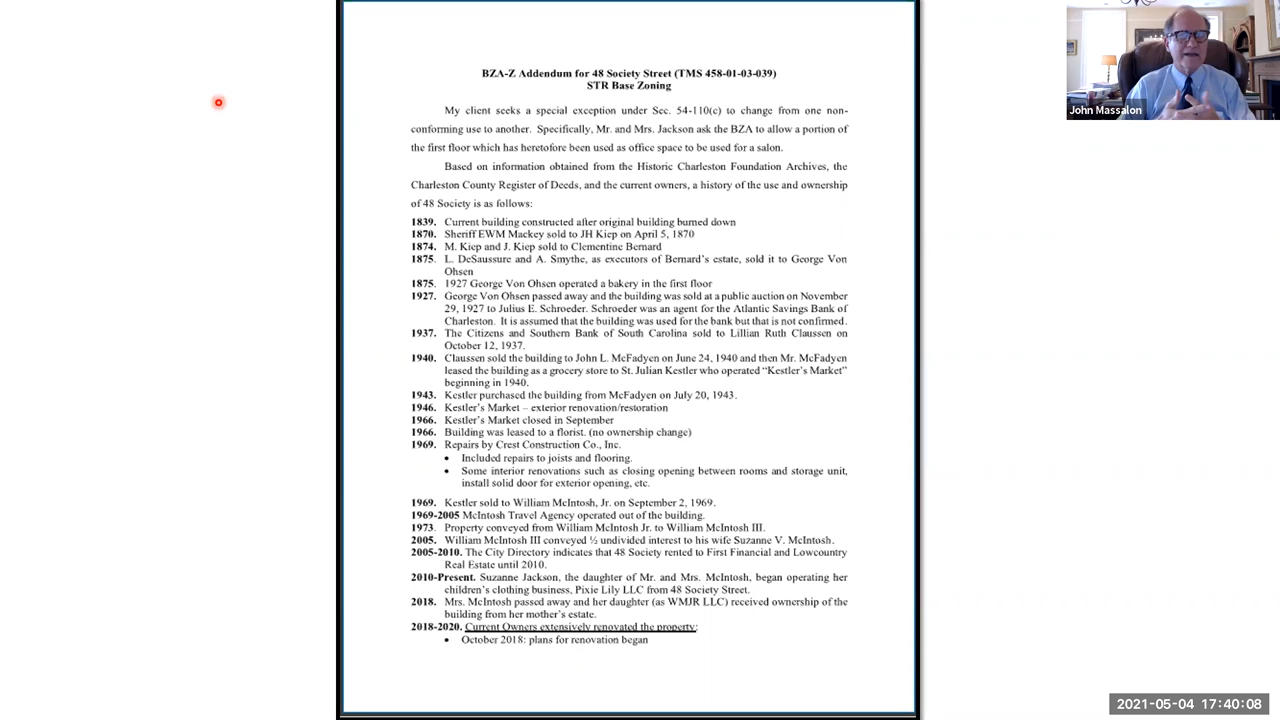 BZA-Z Addendum for 48 Society Street (TMS 458-01-03-039)
STR Base Zoning
My client seeks a special exception under Sec. 54-110(c) to change from one non-
conforming use to another. Specifically, Mr. and Mrs. Jackson ask the BZA to allow a portion of
the first floor which has heretofore been used as office space to be used for a salon.
Based on information obtained from the Historic Charleston Foundation Archives, the
Charleston County Register of Deeds, and the current owners, a history of the use and ownership
of 48 Society is as follows:
1839. Current building constructed after original building burned down
1870. Sheriff EWM Mackey sold to JH Kiep on April 5, 1870
1874. M. Kiep and J. Kiep sold to Clementine Bernard
1875. L. DeSaussure and A. Smythe, as executors of Bernard's estate, sold it to George Von
Ohsen
1875. 1927 George Von Ohsen operated a bakery in the first floor
1927. George Von Ohsen passed away and the building was sold at a public auction on November
29, 1927 to Julius E. Schroeder. Schroeder was an agent for the Atlantic Savings Bank of
Charleston. It is assumed that the building was used for the bank but that is not confirmed.
1937. The Citizens and Southern Bank of South Carolina sold to Lillian Ruth Claussen on
October 12, 1937.
1940. Claussen sold the building to John L. McFadyen on June 24, 1940 and then Mr. McFadyen
leased the building as a grocery store to St. Julian Kestler who operated "Kestler's Market"
beginning in 1940.
1943. Kestler purchased the building from McFadyen on July 20, 1943.
1946. Kestler's Market – exterior renovation/restoration
1966. Kestler's Market closed in September
1966. Building was leased to a florist. (no ownership change)
1969. Repairs by Crest Construction Co., Inc.
• Included repairs to joists and flooring.
• Some interior renovations such as closing opening between rooms and storage unit,
install solid door for exterior opening, etc.
1969. Kestler sold to William McIntosh, Jr. on September 2, 1969.
1969-2005 McIntosh Travel Agency operated out of the building.
1973. Property conveyed from William McIntosh Jr. to William McIntosh III.
2005. William McIntosh III conveyed ½ undivided interest to his wife Suzanne V. McIntosh.
2005-2010. The City Directory indicates that 48 Society rented to First Financial and Lowcountry
Real Estate until 2010.
2010-Present. Suzanne Jackson, the daughter of Mr. and Mrs. McIntosh, began operating her
children's clothing business, Pixie Lily LLC from 48 Society Street.
2018. Mrs. McIntosh passed away and her daughter (as WMJR LLC) received ownership of the
building from her mother's estate.
2018-2020. Current Owners extensively renovated the property:
• October 2018: plans for renovation began
John Massalon
2021-05-04 17:40:08